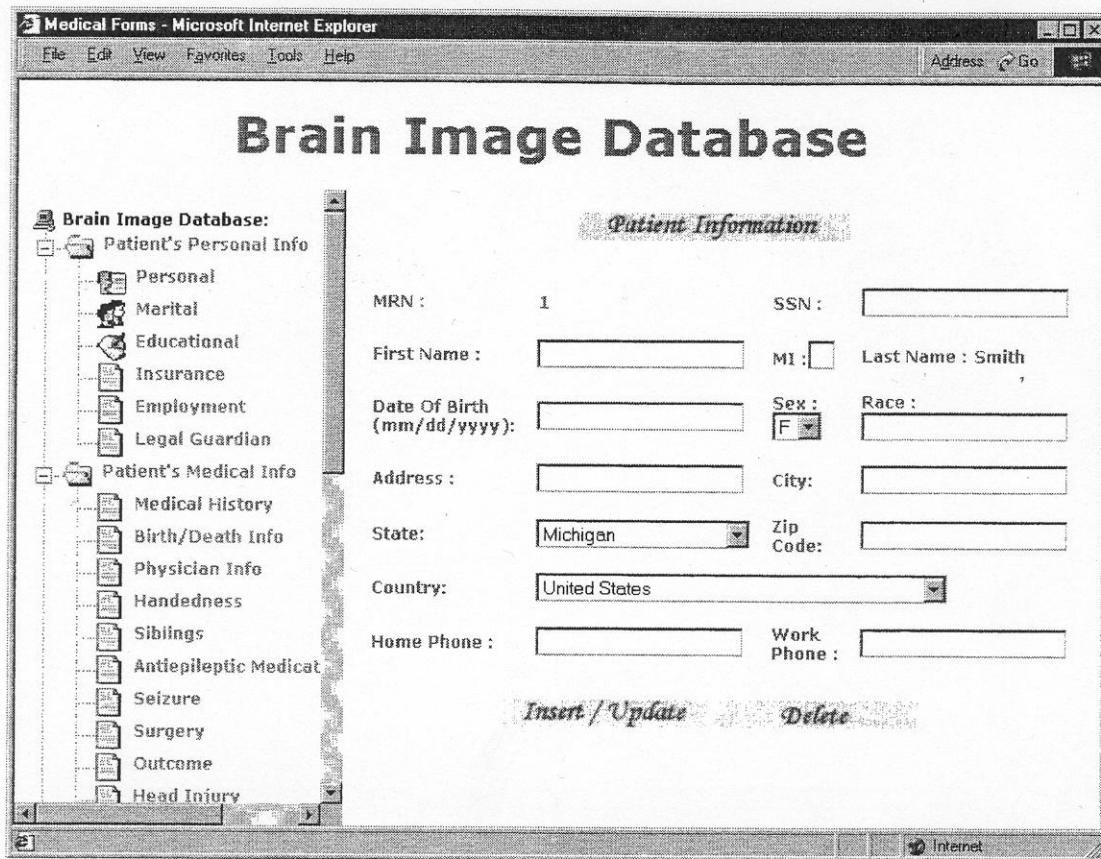 Medical Forms - Microsoft Internet Explorer
File Edit View Favorites Tools Help Address Go
Brain Image Database
Brain Image Database:
Patient's Personal Info
Personal
Marital
Educational
Insurance
Employment
Legal Guardian
Patient's Medical Info
Medical History
Birth/Death Info
Physician Info
Handedness
Siblings
Antiepileptic Medicat
Seizure
Surgery
Outcome
Head Injury
Patient Information
MRN : 1 SSN :
First Name : MI : Last Name : Smith
,
Date Of Birth Sex : Race :
(mm/dd/yyyy): F
Address : City:
State: Michigan Zip
Code:
Country: United States
Home Phone : Work
Phone :
Insert / Update Delete
Internet